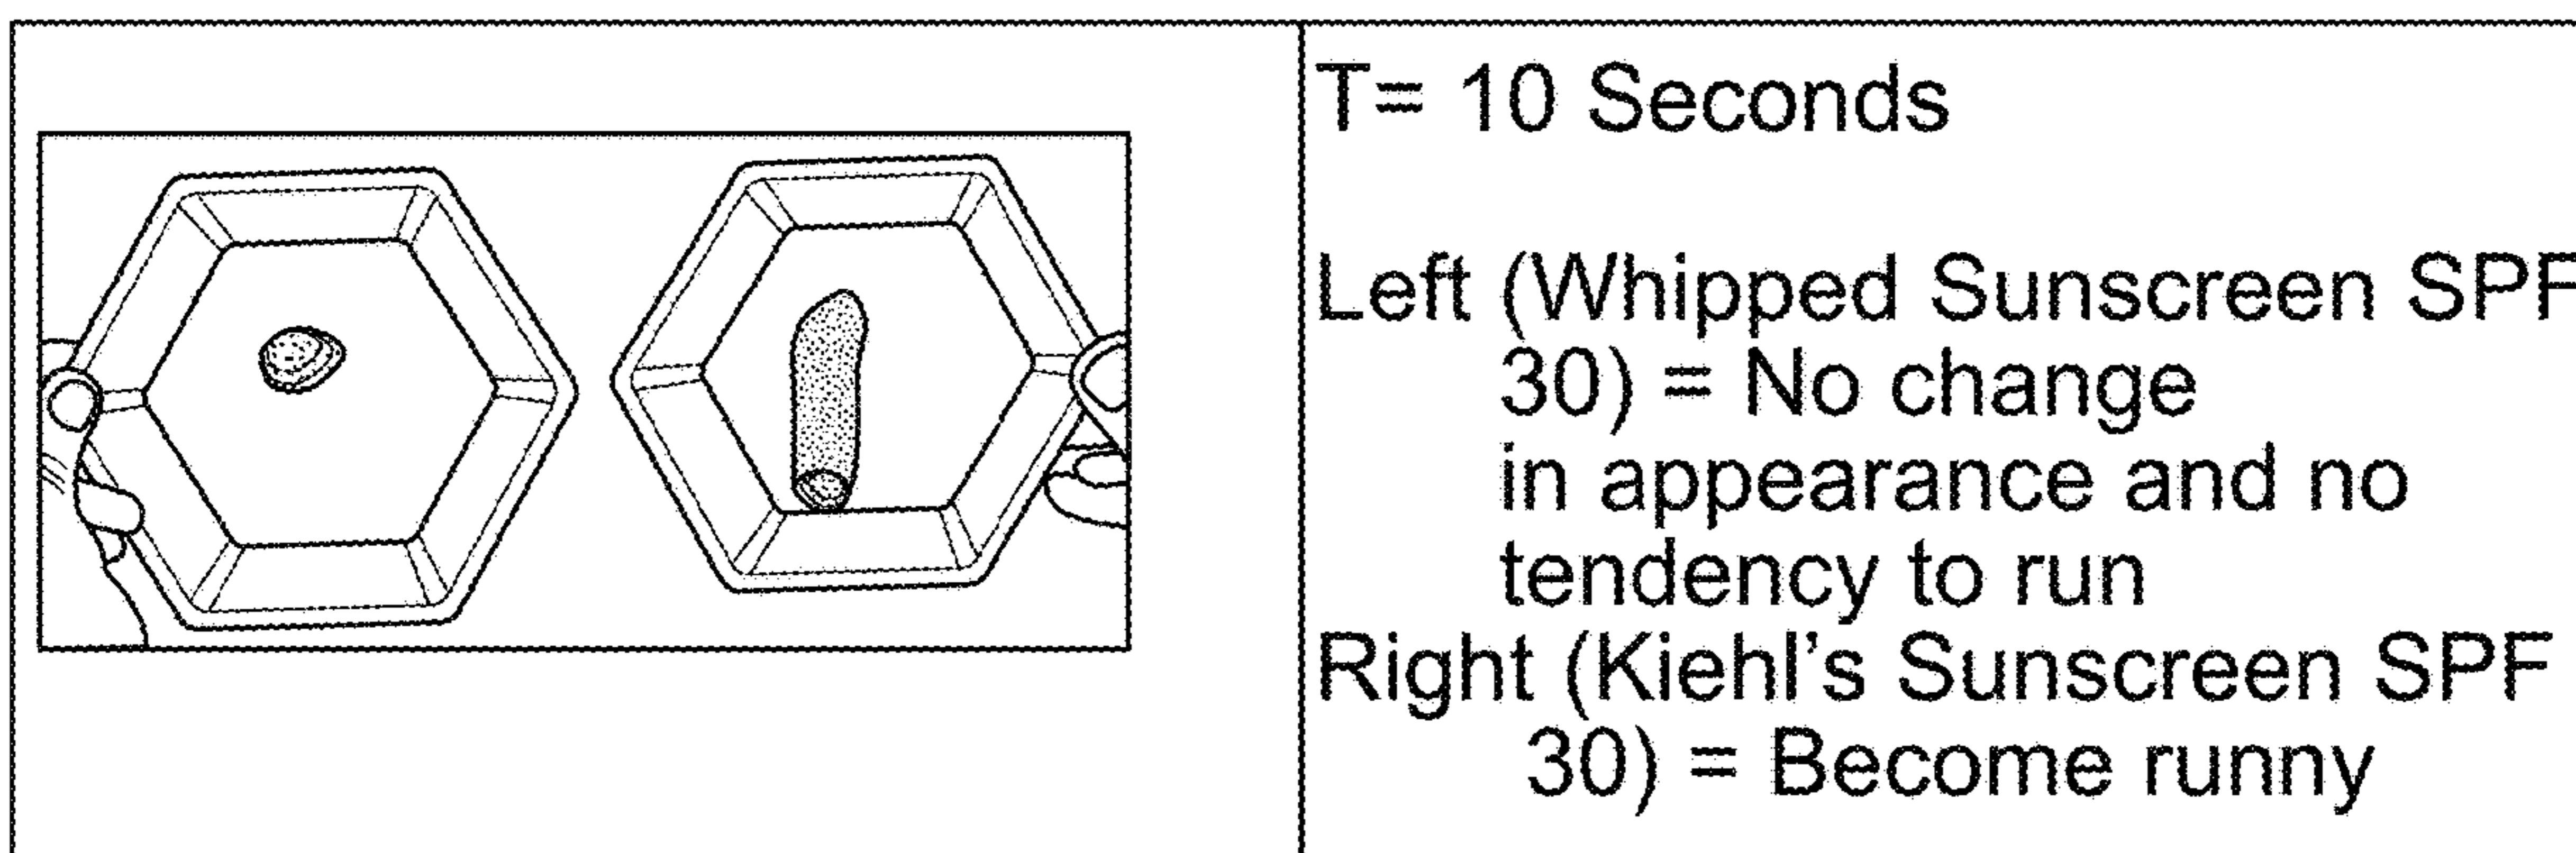 T= 10 Seconds
Left (Whipped Sunscreen SPF
30) = No change
in appearance and no
tendency to run
Right (Kiehl’s Sunscreen SPF
30) = Become runny